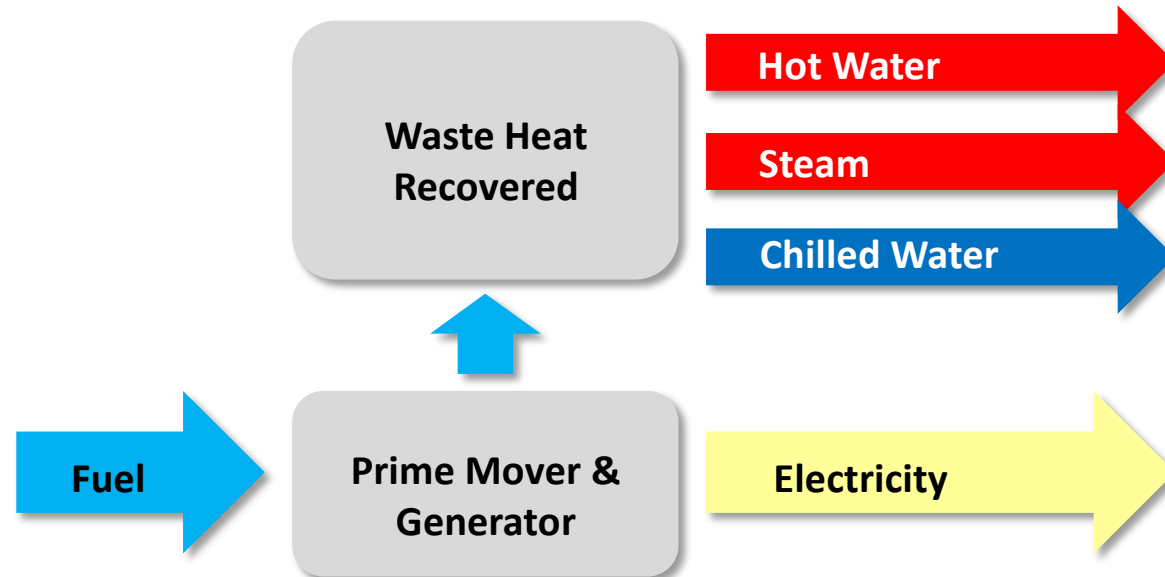 Waste Heat
Recovered
Hot Water
Steam
Chilled Water
Fuel
Prime Mover &
Generator
Electricity